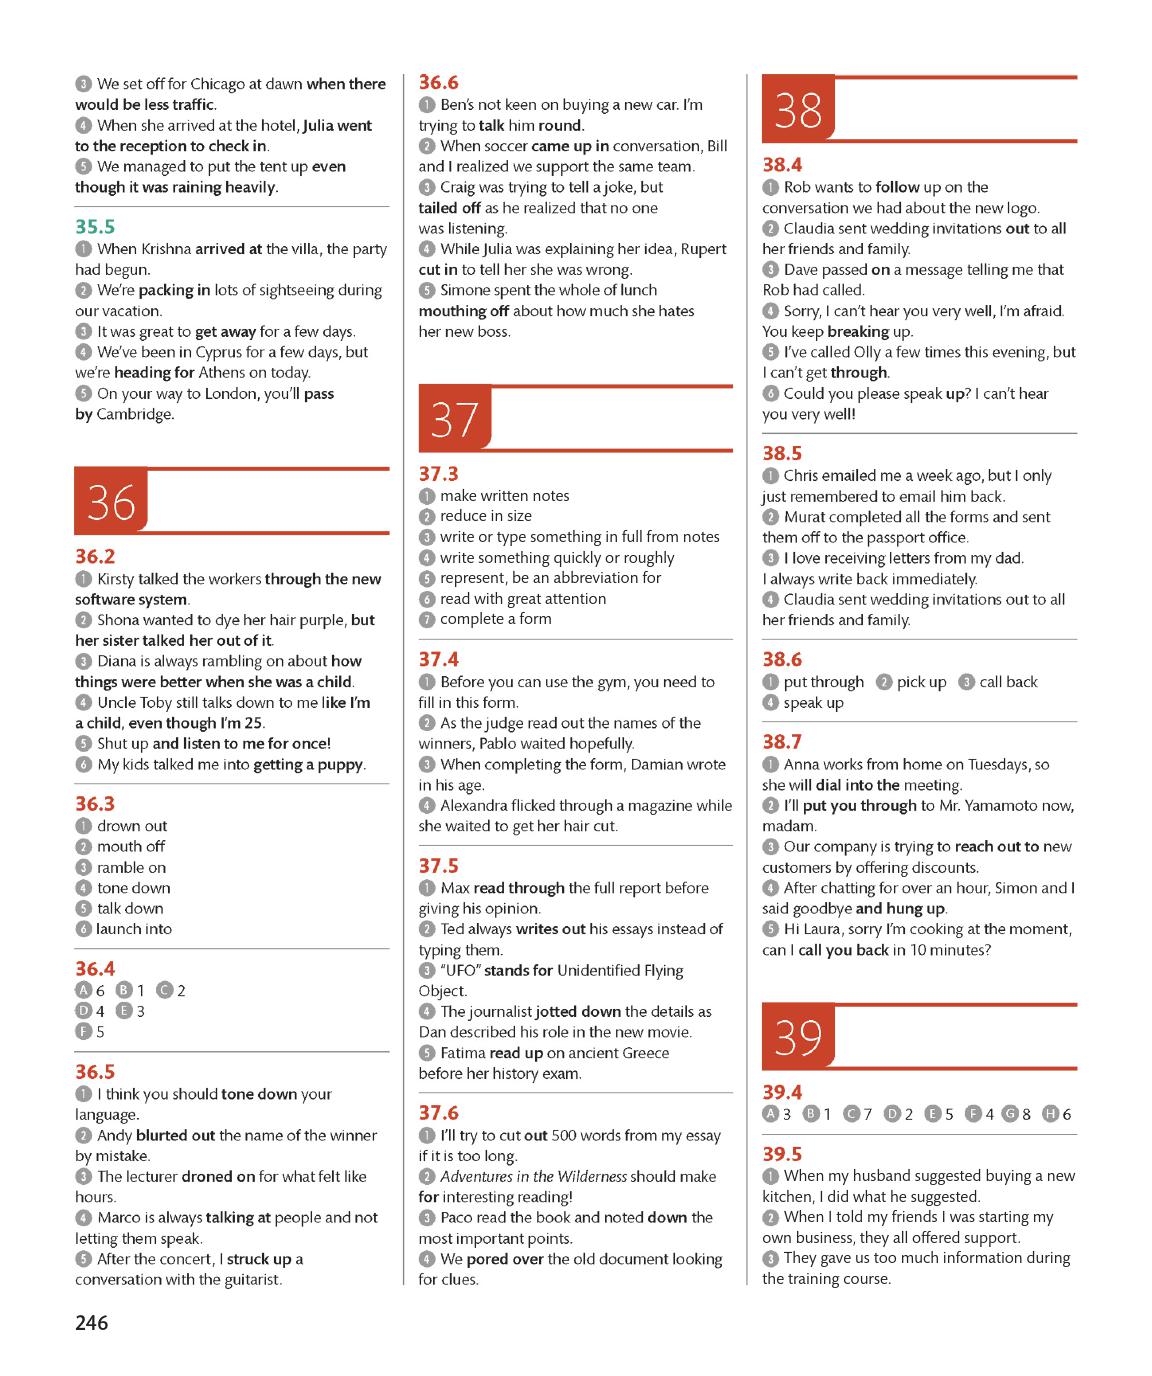 3 We set off for Chicago at dawn when there
would be less traffic.
4 When she arrived at the hotel, Julia went
to the reception to check in.
5 We managed to put the tent up even
though it was raining heavily.
35.5
1 When Krishna arrived at the villa, the party
had begun.
2 We're packing in lots of sightseeing during
our vacation.
3 It was great to get away for a few days.
4 We've been in Cyprus for a few days, but
we're heading for Athens on today.
5 On your way to London, you'll pass
by Cambridge.
36
36.2
1 Kirsty talked the workers through the new
software system.
2 Shona wanted to dye her hair purple, but
her sister talked her out of it.
3 Diana is always rambling on about how
things were better when she was a child.
4 Uncle Toby still talks down to me like I'm
a child, even though I'm 25.
5 Shut up and listen to me for once!
6 My kids talked me into getting a puppy.
36.3
1 drown out
2 mouth off
3 ramble on
4 tone down
5 talk down
6 launch into
36.4
A 6 B 1 C 2
D 4 E 3
F 5
36.5
1 I think you should tone down your
language.
2 Andy blurted out the name of the winner
by mistake.
3 The lecturer droned on for what felt like
hours.
4 Marco is always talking at people and not
letting them speak.
5 After the concert, I struck up a
conversation with the guitarist.
36.6
1 Ben's not keen on buying a new car. I'm
trying to talk him round.
2 When soccer came up in conversation, Bill
and I realized we support the same team.
3 Craig was trying to tell a joke, but
tailed off as he realized that no one
was listening.
4 While Julia was explaining her idea, Rupert
cut in to tell her she was wrong.
5 Simone spent the whole of lunch
mouthing off about how much she hates
her new boss.
37
37.3
1 make written notes
2 reduce in size
3 write or type something in full from notes
4 write something quickly or roughly
5 represent, be an abbreviation for
6 read with great attention
7 complete a form
37.4
1 Before you can use the gym, you need to
fill in this form.
2 As the judge read out the names of the
winners, Pablo waited hopefully.
3 When completing the form, Damian wrote
in his age.
4 Alexandra flicked through a magazine while
she waited to get her hair cut.
37.5
1 Max read through the full report before
giving his opinion.
2 Ted always writes out his essays instead of
typing them.
3 "UFO" stands for Unidentified Flying
Object.
4 The journalist jotted down the details as
Dan described his role in the new movie.
5 Fatima read up on ancient Greece
before her history exam.
37.6
1 I'll try to cut out 500 words from my essay
if it is too long.
2 Adventures in the Wilderness should make
for interesting reading!
3 Paco read the book and noted down the
most important points.
4 We pored over the old document looking
for clues.
38
38.4
1 Rob wants to follow up on the
conversation we had about the new logo.
2 Claudia sent wedding invitations out to all
her friends and family.
3 Dave passed on a message telling me that
Rob had called.
4 Sorry, I can't hear you very well, I'm afraid.
You keep breaking up.
5 I've called Olly a few times this evening, but
I can't get through.
6 Could you please speak up? I can't hear
you very well!
38.5
1 Chris emailed me a week ago, but I only
just remembered to email him back.
2 Murat completed all the forms and sent
them off to the passport office.
3 I love receiving letters from my dad.
I always write back immediately.
4 Claudia sent wedding invitations out to all
her friends and family.
38.6
1 put through 2 pick up 3 call back
4 speak up
38.7
1 Anna works from home on Tuesdays, so
she will dial into the meeting.
2 I'll put you through to Mr. Yamamoto now,
madam.
3 Our company is trying to reach out to new
customers by offering discounts.
4 After chatting for over an hour, Simon and I
said goodbye and hung up.
5 Hi Laura, sorry I'm cooking at the moment,
can I call you back in 10 minutes?
39
39.4
A 3 B 1 C 7 D 2 E 5 F 4 G 8 H 6
39.5
1 When my husband suggested buying a new
kitchen, I did what he suggested.
2 When I told my friends I was starting my
own business, they all offered support.
3 They gave us too much information during
the training course.
246